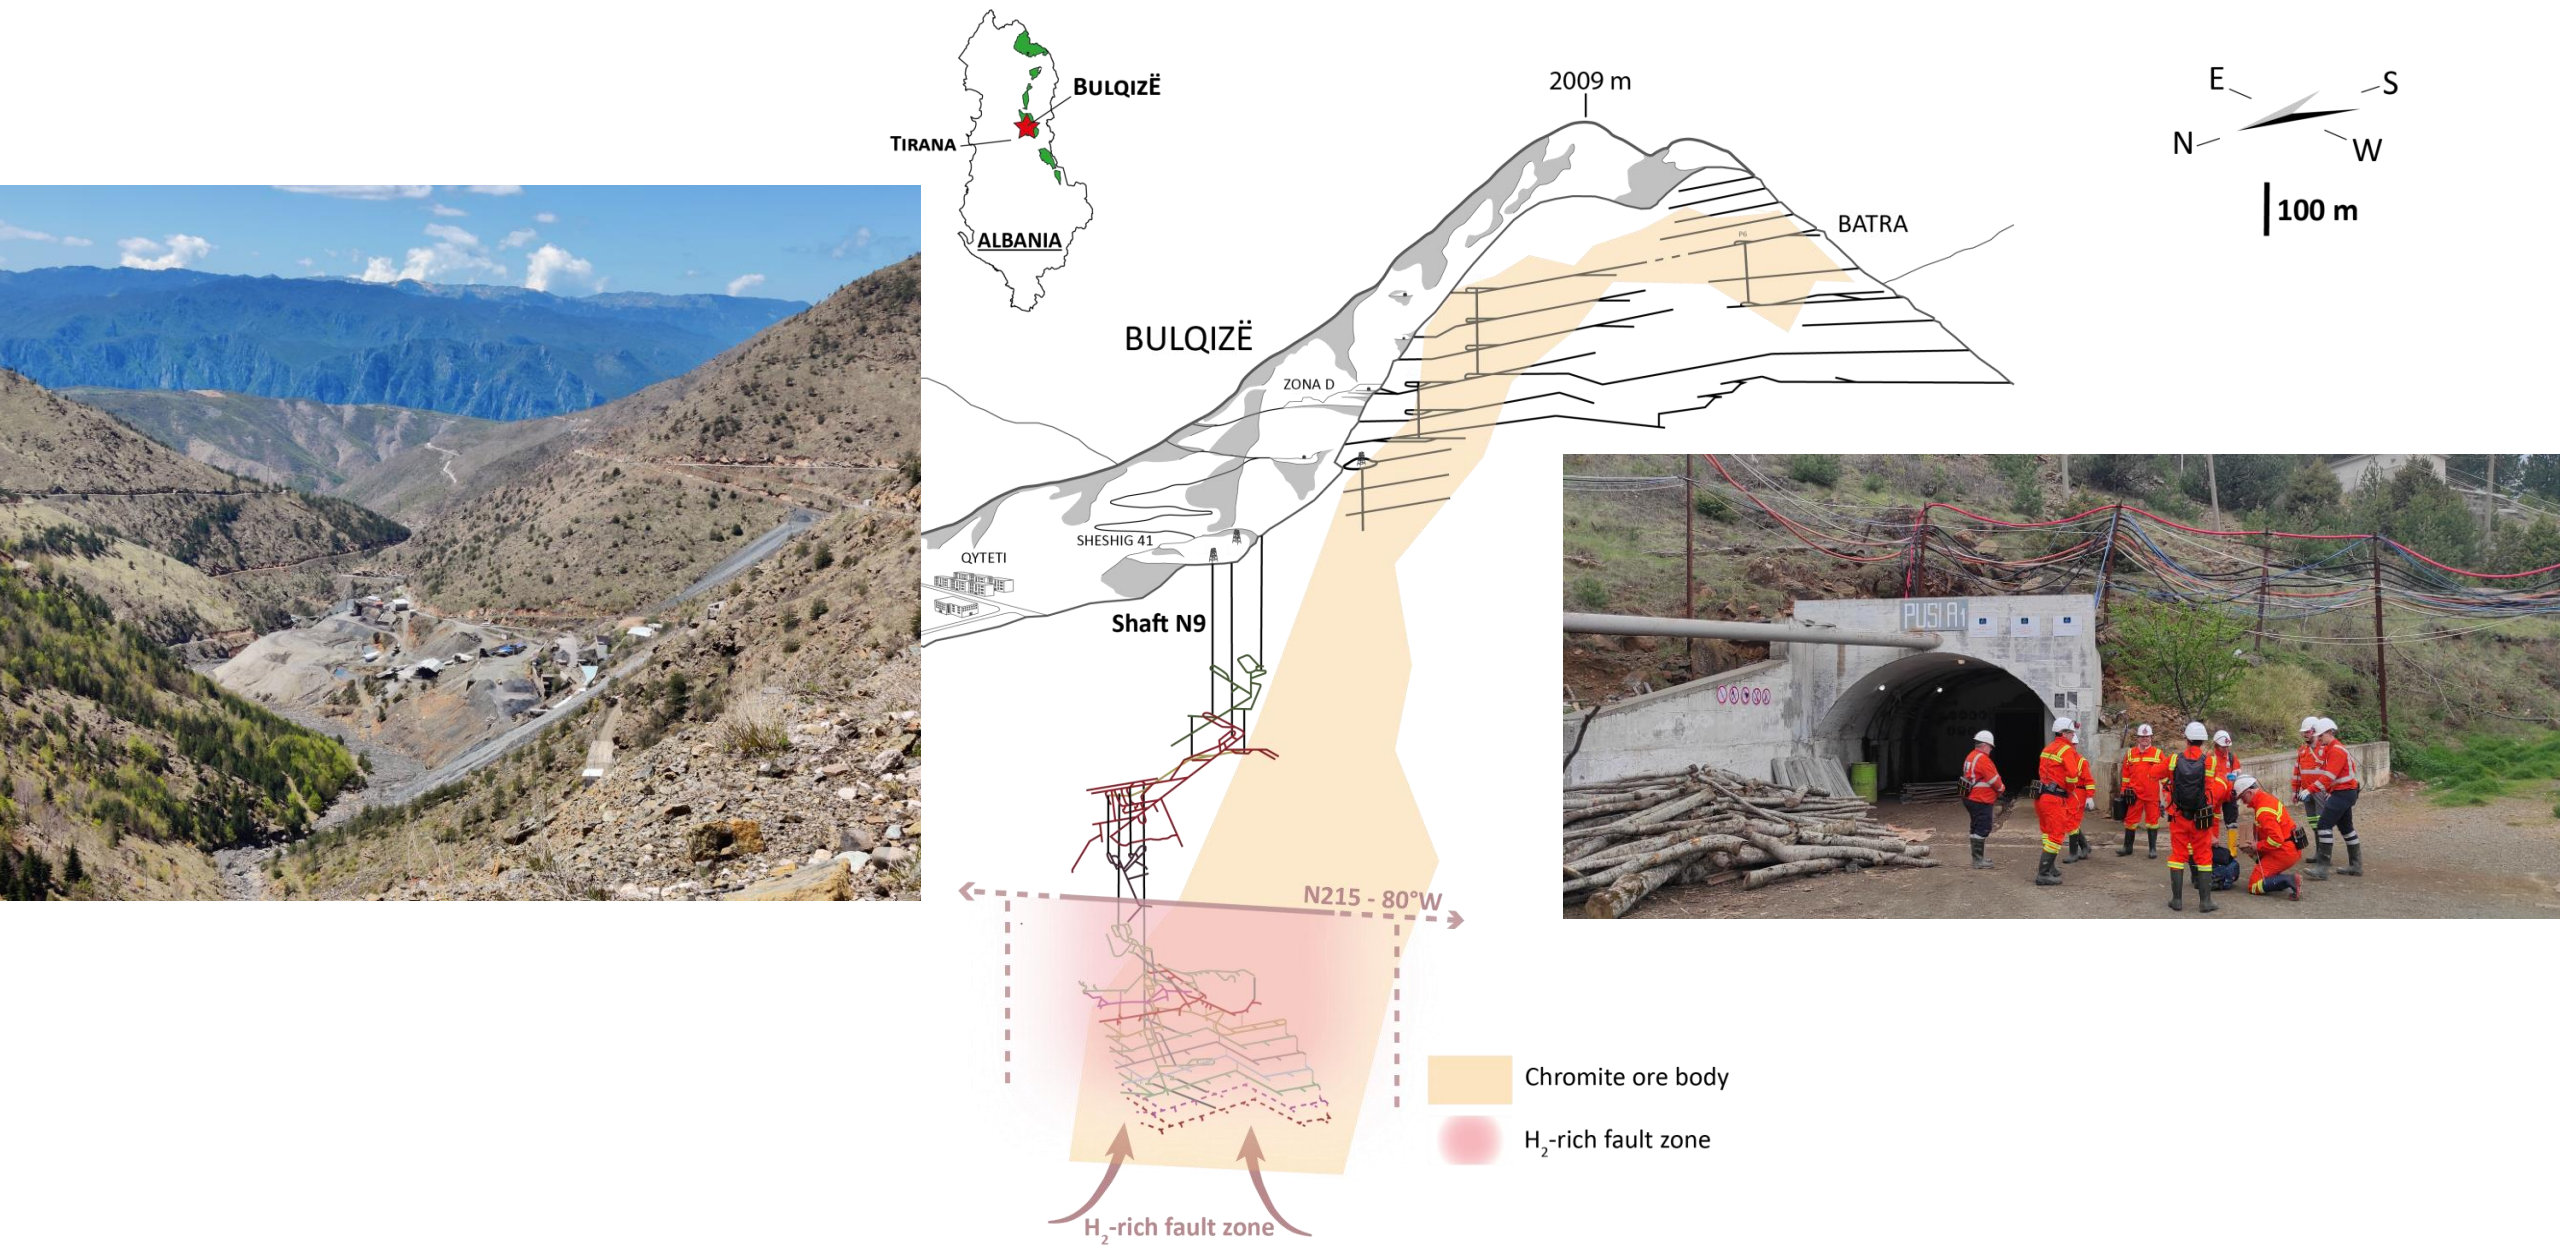 BULQIZË
TIRANA
ALBANIA
2009 m
E
S
N
W
100 m
BATRA
P6
BULQIZË
ZONA D
SHESHIG 41
QYTETI
Shaft N9
PUSI A1
N215 - 80°W
Chromite ore body
H₂-rich fault zone
H₂-rich fault zone